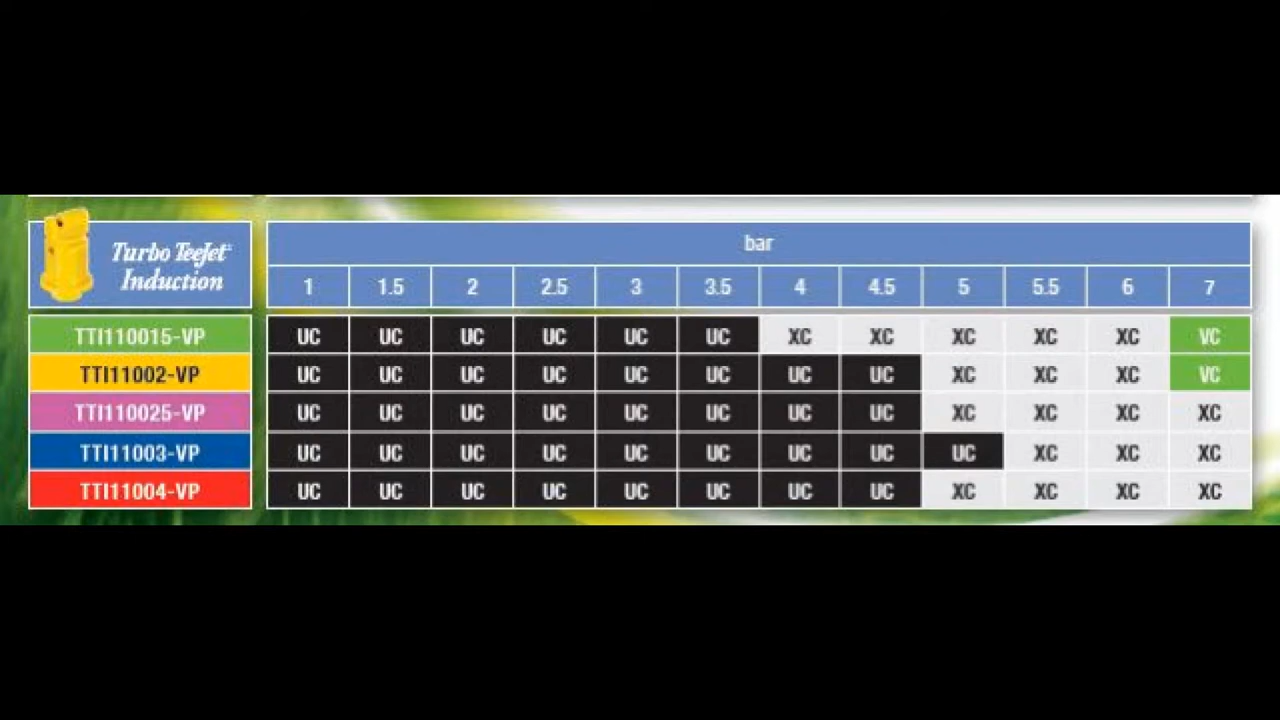 Turbo TeeJet®
Induction
bar
1 1.5 2 2.5 3 3.5 4 4.5 5 5.5 6 7
TTI110015-VP UC UC UC UC UC UC XC XC XC XC XC VC
TTI11002-VP UC UC UC UC UC UC UC UC XC XC XC VC
TTI110025-VP UC UC UC UC UC UC UC UC XC XC XC XC
TTI11003-VP UC UC UC UC UC UC UC UC UC XC XC XC
TTI11004-VP UC UC UC UC UC UC UC UC XC XC XC XC